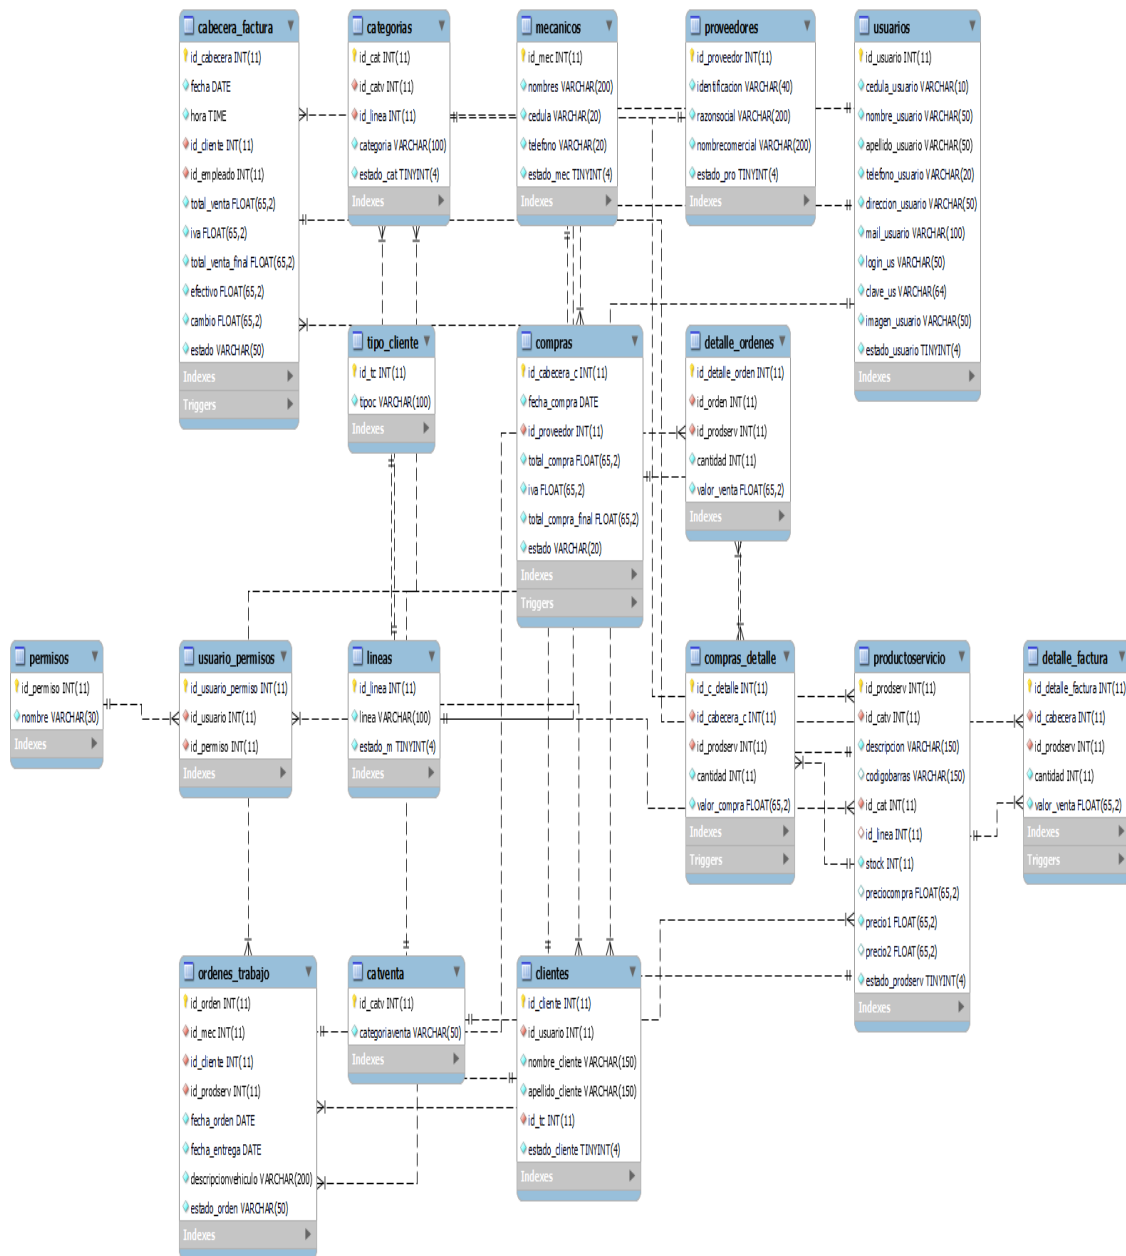 cabecera_factura
id_cabecera INT(11)
fecha DATE
hora TIME
id_cliente INT(11)
id_empleado INT(11)
total_venta FLOAT(65,2)
iva FLOAT(65,2)
total_venta_final FLOAT(65,2)
efectivo FLOAT(65,2)
cambio FLOAT(65,2)
estado VARCHAR(50)
Indexes
Triggers
categorias
id_cat INT(11)
id_catv INT(11)
id_linea INT(11)
categoria VARCHAR(100)
estado_cat TINYINT(4)
Indexes
mecanicos
id_mec INT(11)
nombres VARCHAR(200)
cedula VARCHAR(20)
telefono VARCHAR(20)
estado_mec TINYINT(4)
Indexes
proveedores
id_proveedor INT(11)
identificacion VARCHAR(40)
razonsocial VARCHAR(200)
nombrecomercial VARCHAR(200)
estado_pro TINYINT(4)
Indexes
usuarios
id_usuario INT(11)
cedula_usuario VARCHAR(10)
nombre_usuario VARCHAR(50)
apellido_usuario VARCHAR(50)
telefono_usuario VARCHAR(20)
direccion_usuario VARCHAR(50)
mail_usuario VARCHAR(100)
login_us VARCHAR(50)
clave_us VARCHAR(64)
imagen_usuario VARCHAR(50)
estado_usuario TINYINT(4)
Indexes
tipo_cliente
id_tc INT(11)
tipoc VARCHAR(100)
Indexes
compras
id_cabecera_c INT(11)
fecha_compra DATE
id_proveedor INT(11)
total_compra FLOAT(65,2)
iva FLOAT(65,2)
total_compra_final FLOAT(65,2)
estado VARCHAR(20)
Indexes
Triggers
detalle_ordenes
id_detalle_orden INT(11)
id_orden INT(11)
id_prodserv INT(11)
cantidad INT(11)
valor_venta FLOAT(65,2)
Indexes
permisos
id_permiso INT(11)
nombre VARCHAR(30)
Indexes
usuario_permisos
id_usuario_permiso INT(11)
id_usuario INT(11)
id_permiso INT(11)
Indexes
lineas
id_linea INT(11)
linea VARCHAR(100)
estado_m TINYINT(4)
Indexes
compras_detalle
id_c_detalle INT(11)
id_cabecera_c INT(11)
id_prodserv INT(11)
cantidad INT(11)
valor_compra FLOAT(65,2)
Indexes
Triggers
productoservicio
id_prodserv INT(11)
id_catv INT(11)
descripcion VARCHAR(150)
codigobarras VARCHAR(150)
id_cat INT(11)
id_linea INT(11)
stock INT(11)
preciocompra FLOAT(65,2)
precio1 FLOAT(65,2)
precio2 FLOAT(65,2)
estado_prodserv TINYINT(4)
Indexes
detalle_factura
id_detalle_factura INT(11)
id_cabecera INT(11)
id_prodserv INT(11)
cantidad INT(11)
valor_venta FLOAT(65,2)
Indexes
Triggers
ordenes_trabajo
id_orden INT(11)
id_mec INT(11)
id_cliente INT(11)
id_prodserv INT(11)
fecha_orden DATE
fecha_entrega DATE
descripcionvehiculo VARCHAR(200)
estado_orden VARCHAR(50)
Indexes
catventa
id_catv INT(11)
categoriaventa VARCHAR(50)
Indexes
clientes
id_cliente INT(11)
id_usuario INT(11)
nombre_cliente VARCHAR(150)
apellido_cliente VARCHAR(150)
id_tc INT(11)
estado_cliente TINYINT(4)
Indexes